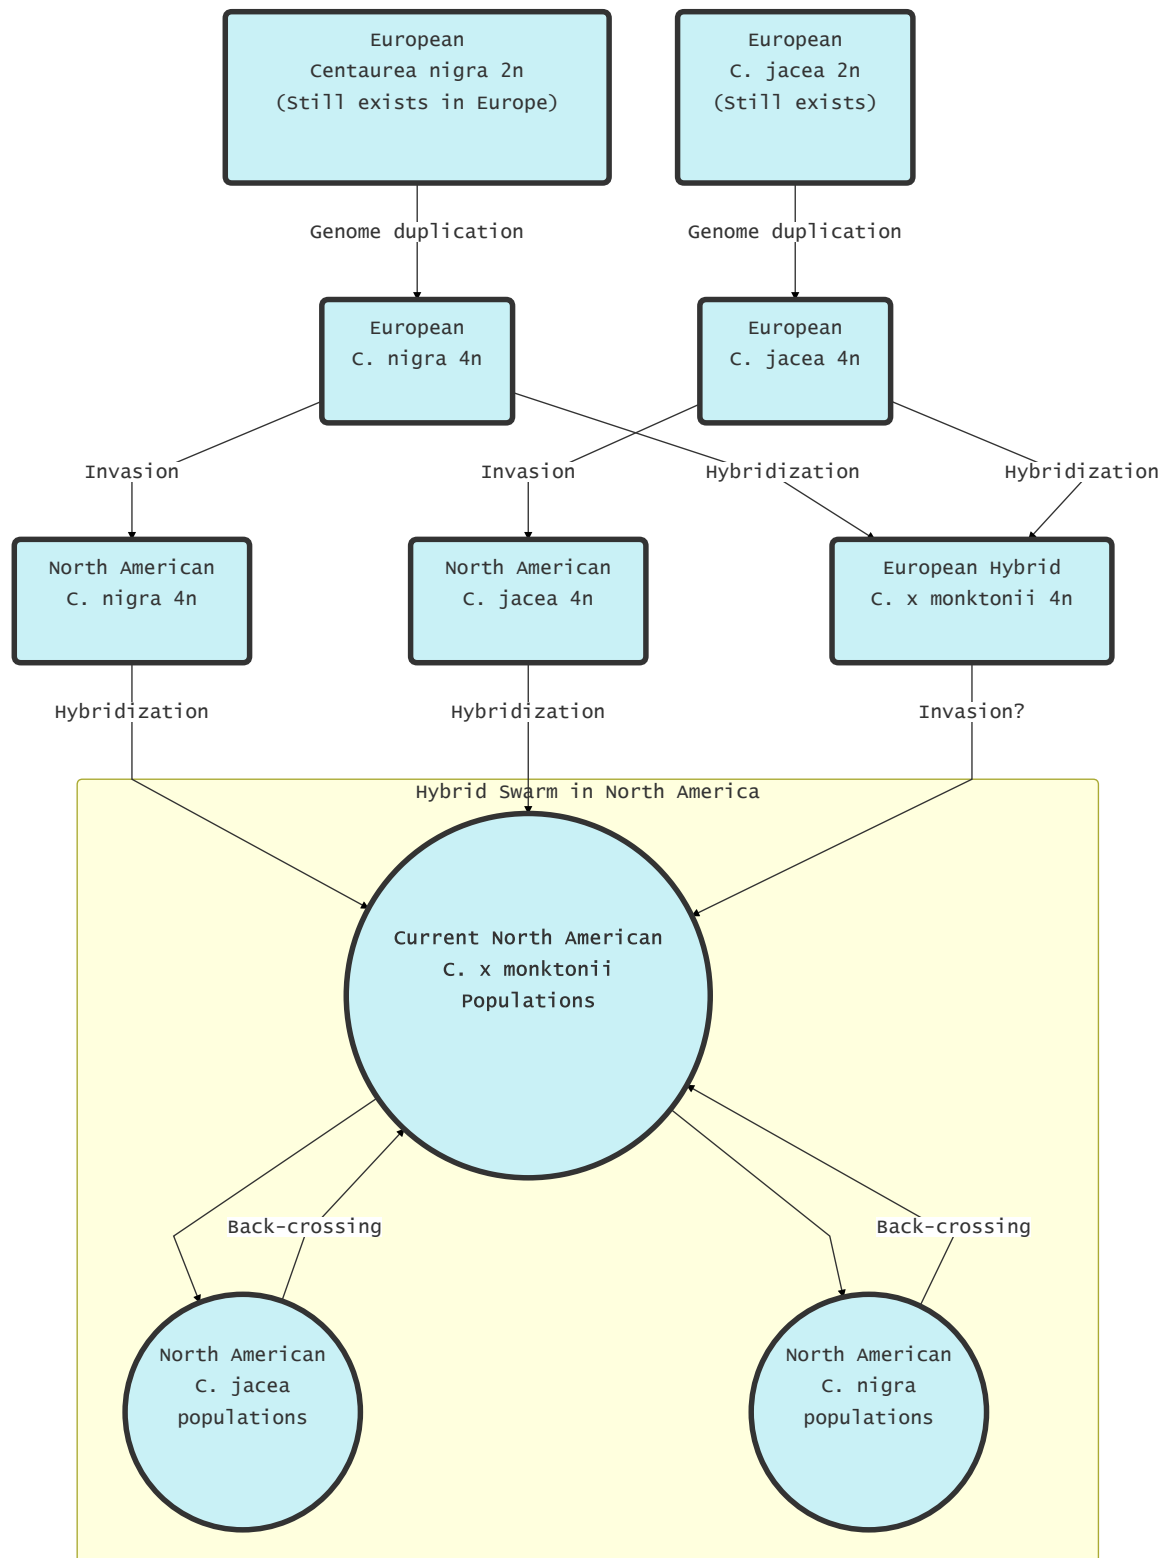 European
Centaurea nigra 2n
(Still exists in Europe)
European
C. jacea 2n
(Still exists)
Genome duplication
Genome duplication
European
C. nigra 4n
European
C. jacea 4n
Invasion
Invasion
Hybridization
Hybridization
North American
C. nigra 4n
North American
C. jacea 4n
European Hybrid
C. x monktonii 4n
Hybridization
Hybridization
Invasion?
Hybrid Swarm in North America
Current North American
C. x monktonii
Populations
Back-crossing
Back-crossing
North American
C. jacea
populations
North American
C. nigra
populations